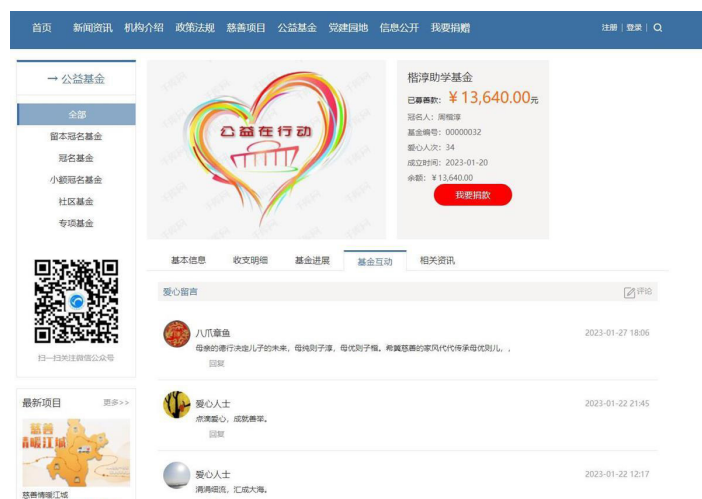 首页 新闻资讯 机构介绍 政策法规 慈善项目 公益基金 党建园地 信息公开 我要捐赠 注册 | 登录 |
→ 公益基金
全部
留本冠名基金
冠名基金
小额冠名基金
社区基金
专项基金
扫一扫关注微信公众号
最新项目 更多>>
慈善
情暖江城
慈善情暖江城
公益在行动
楷淳助学基金
已募善款：￥13,640.00元
冠名人：周楷淳
基金编号：00000032
爱心人次：34
成立时间：2023-01-20
余额：￥13,640.00
我要捐款
基本信息 收支明细 基金进展 基金互动 相关资讯
爱心留言 评论
八爪章鱼 2023-01-27 18:06
母亲的德行决定儿子的未来，母纯则子淳，母优则子楷。希冀慈善的家风代代传承母优则儿，，
回复
爱心人士 2023-01-22 21:45
点滴爱心，成就善举。
回复
爱心人士 2023-01-22 12:17
涓涓细流，汇成大海。